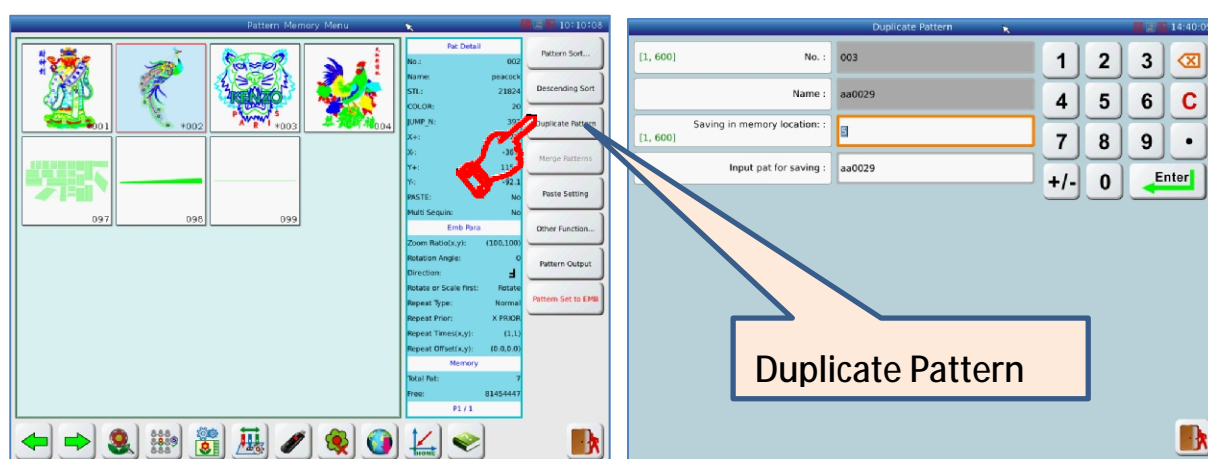 Pattern Memory Menu
10:10:08
*001
*002
KENZO
PARIS
*003
004
097
098
099
Pat Detail
No.: 002
Name: peacock
STI.: 21824
COLOR: 20
JUMP_N:
X+:
X-:
Y+:
Y-: -92.1
PASTE: No
Multi Sequin: No
Emb Para
Zoom Ratio(x,y): (100,100)
Rotation Angle: 0
Direction:
Rotate or Scale first: Rotate
Repeat Type: Normal
Repeat Prior: X PRIOR
Repeat Times(x,y): (1,1)
Repeat Offset(x,y): (0.0,0.0)
Memory
Total Pat: 7
Free: 81454447
P1 / 1
Pattern Sort...
Descending Sort
Duplicate Pattern
Merge Patterns
Paste Setting
Other Function...
Pattern Output
Pattern Set to EMB
HOME
Duplicate Pattern
14:40:05
[1, 600] No. : 003
Name : aa0029
Saving in memory location: :
[1, 600]
Input pat for saving : aa0029
1 2 3
4 5 6 C
7 8 9 •
+/- 0 Enter
Duplicate Pattern